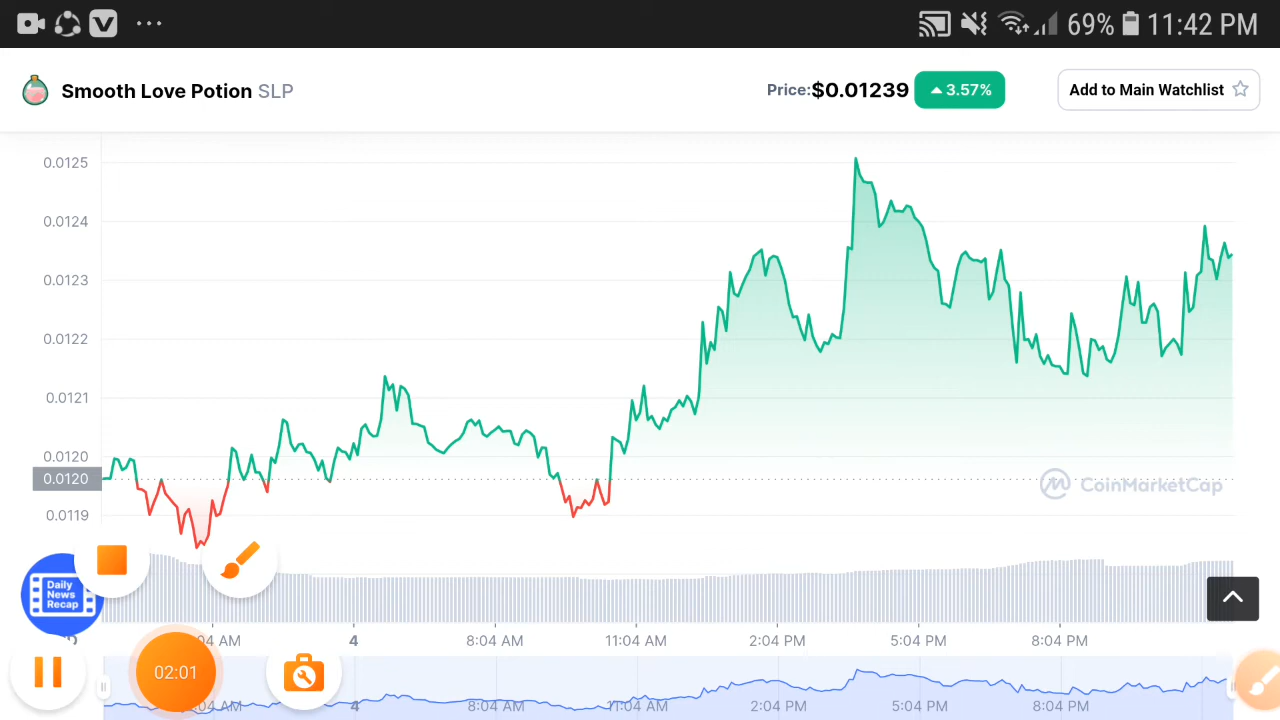 69% 11:42 PM
Smooth Love Potion SLP
Price:$0.01239 3.57%
Add to Main Watchlist
0.0125
0.0124
0.0123
0.0122
0.0121
0.0120
0.0120
0.0119
CoinMarketCap
Daily
News
Recap
04 AM 4 8:04 AM 11:04 AM 2:04 PM 5:04 PM 8:04 PM
02:01
04 AM 4 8:04 AM 11:04 AM 2:04 PM 5:04 PM 8:04 PM